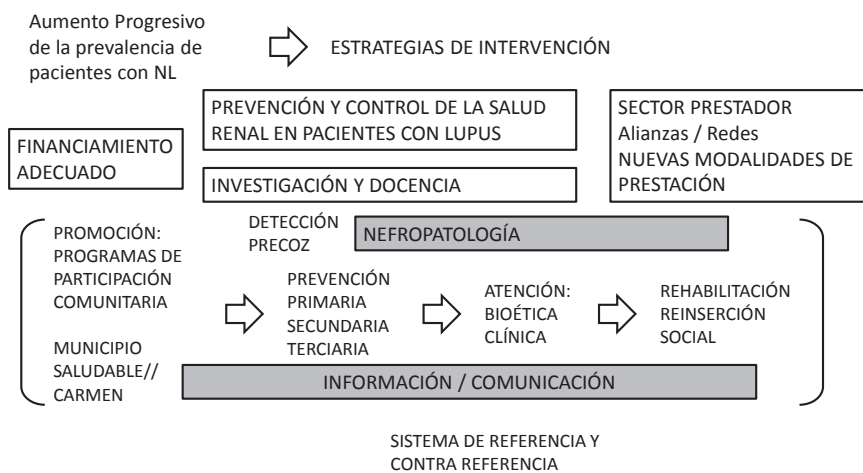 Aumento Progresivo
de la prevalencia de
pacientes con NL
ESTRATEGIAS DE INTERVENCIÓN
FINANCIAMIENTO
ADECUADO
PREVENCIÓN Y CONTROL DE LA SALUD
RENAL EN PACIENTES CON LUPUS
INVESTIGACIÓN Y DOCENCIA
SECTOR PRESTADOR
Alianzas / Redes
NUEVAS MODALIDADES DE
PRESTACIÓN
DETECCIÓN
PRECOZ
NEFROPATOLOGÍA
PROMOCIÓN:
PROGRAMAS DE
PARTICIPACIÓN
COMUNITARIA
MUNICIPIO
SALUDABLE//
CARMEN
PREVENCIÓN
PRIMARIA
SECUNDARIA
TERCIARIA
ATENCIÓN:
BIOÉTICA
CLÍNICA
REHABILITACIÓN
REINSERCIÓN
SOCIAL
INFORMACIÓN / COMUNICACIÓN
SISTEMA DE REFERENCIA Y
CONTRA REFERENCIA